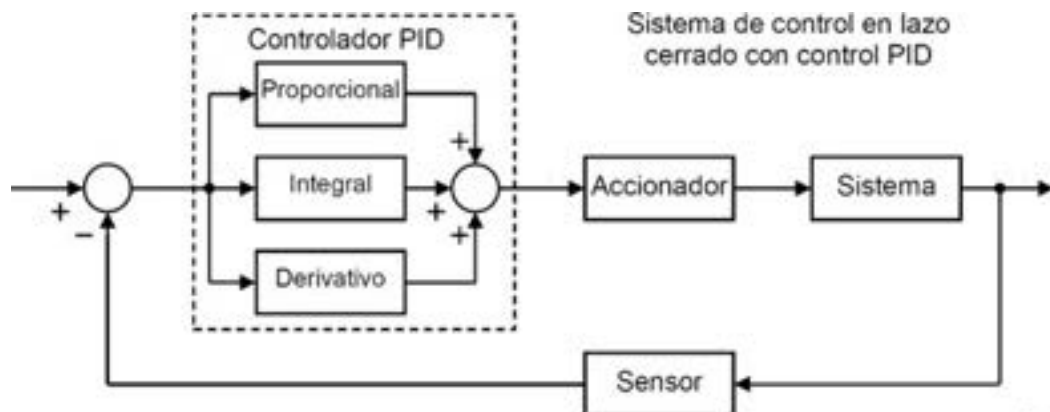 Sistema de control en lazo
cerrado con control PID
Controlador PID
Proporcional
+
Integral
Accionador
Sistema
+
+
−
+
Derivativo
Sensor